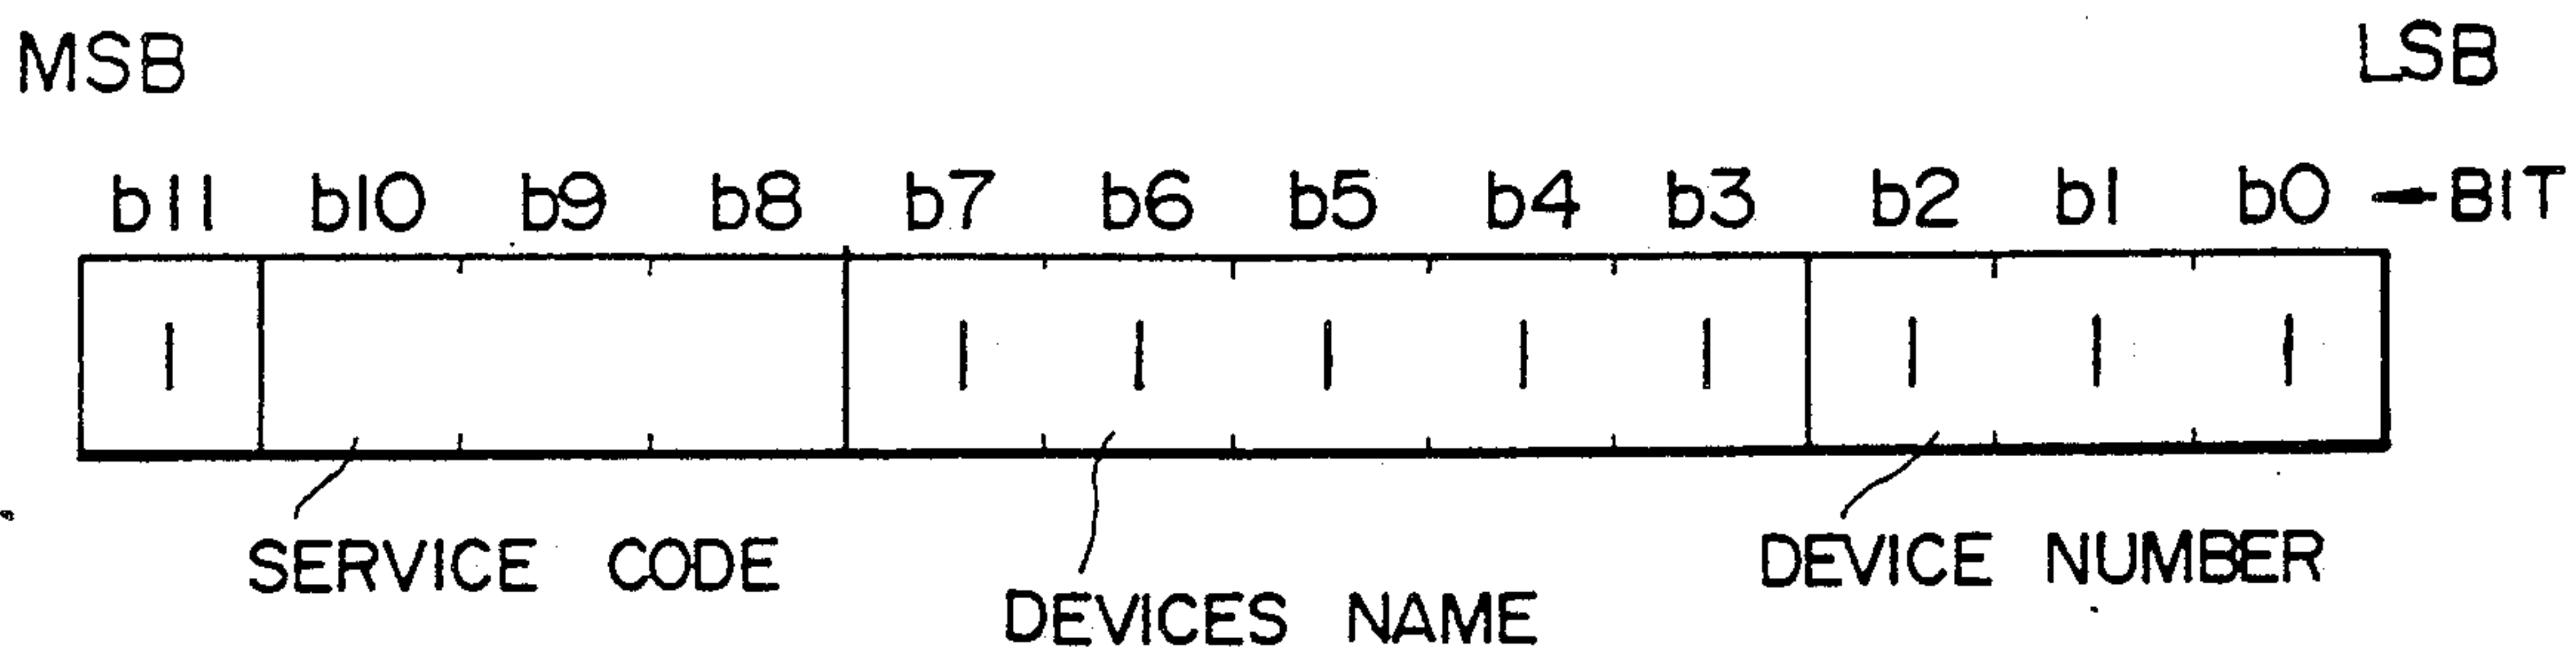 MSB LSB
b11 b10 b9 b8 b7 b6 b5 b4 b3 b2 b1 b0 BIT
1 1 1 1 1 1 1 1 1
SERVICE CODE DEVICE NUMBER
DEVICES NAME